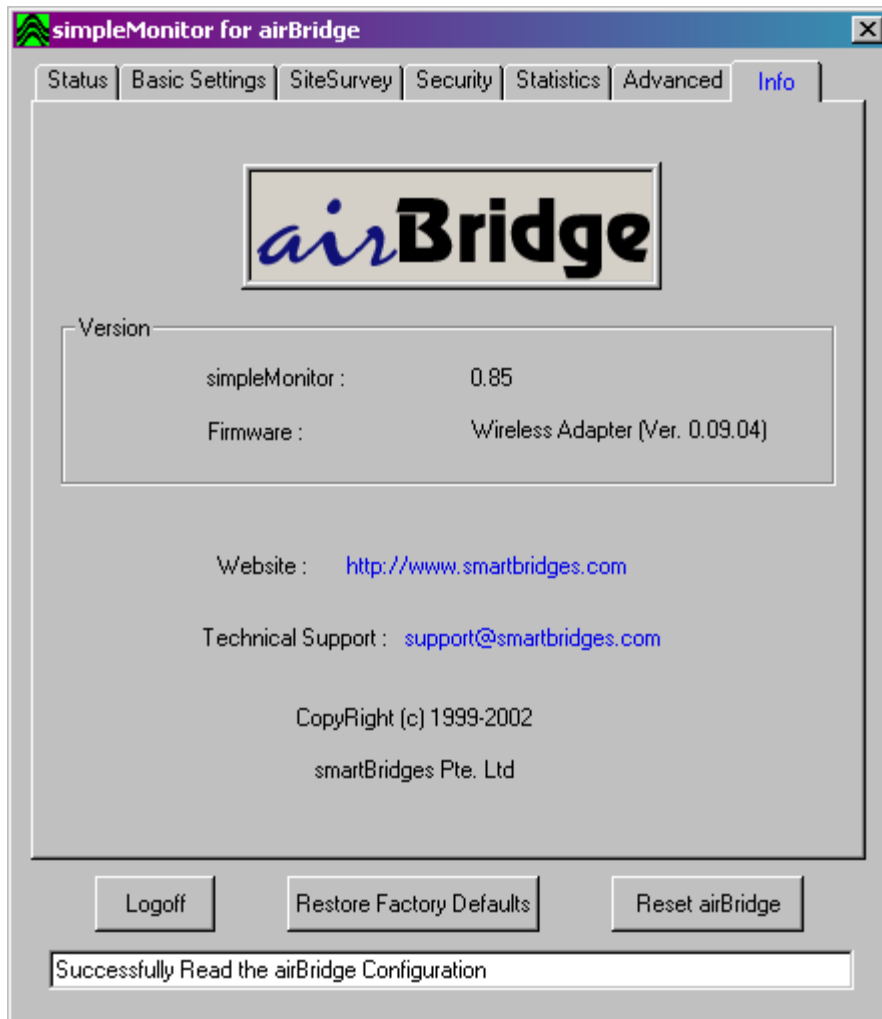 simpleMonitor for airBridge
Status Basic Settings SiteSurvey Security Statistics Advanced Info
airBridge
Version
simpleMonitor : 0.85
Firmware : Wireless Adapter (Ver. 0.09.04)
Website : http://www.smartbridges.com
Technical Support : support@smartbridges.com
CopyRight (c) 1999-2002
smartBridges Pte. Ltd
Logoff Restore Factory Defaults Reset airBridge
Successfully Read the airBridge Configuration